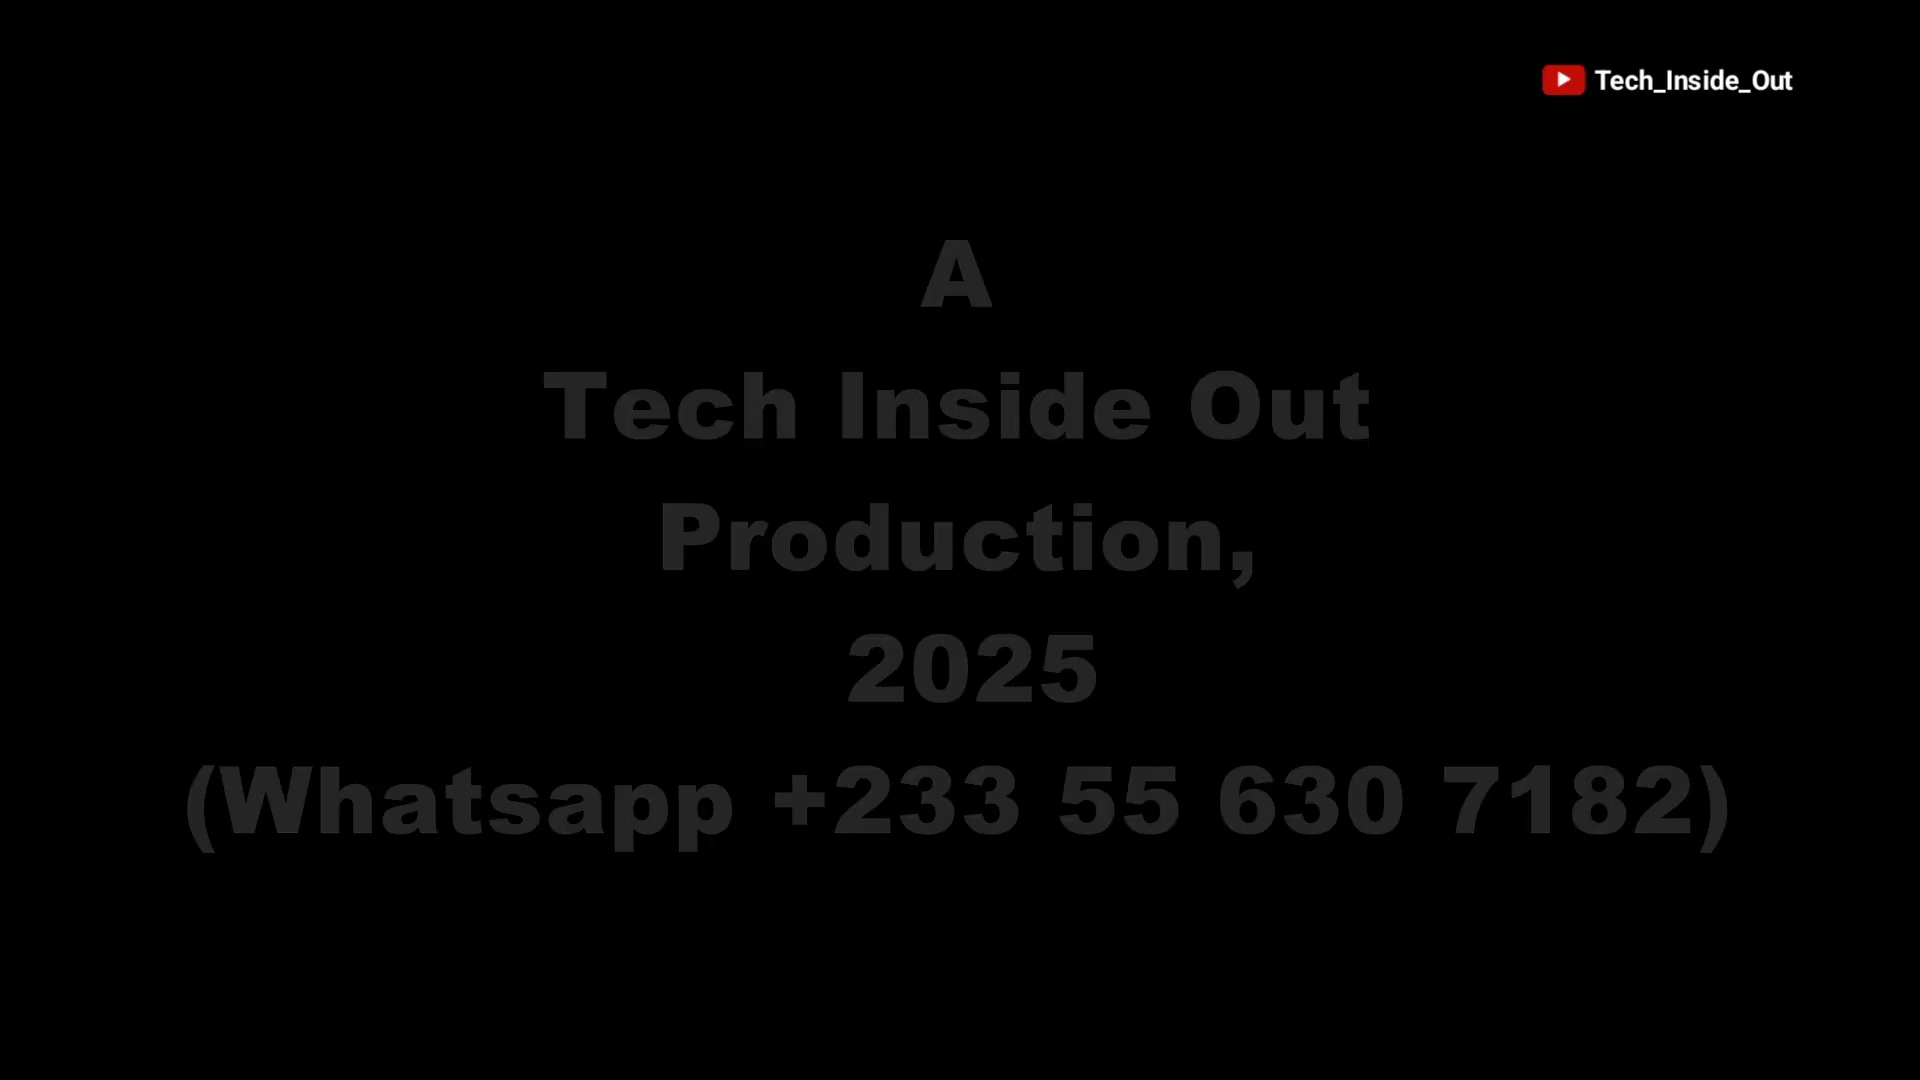 Tech_Inside_Out
A
Tech Inside Out
Production,
2025
(Whatsapp +233 55 630 7182)